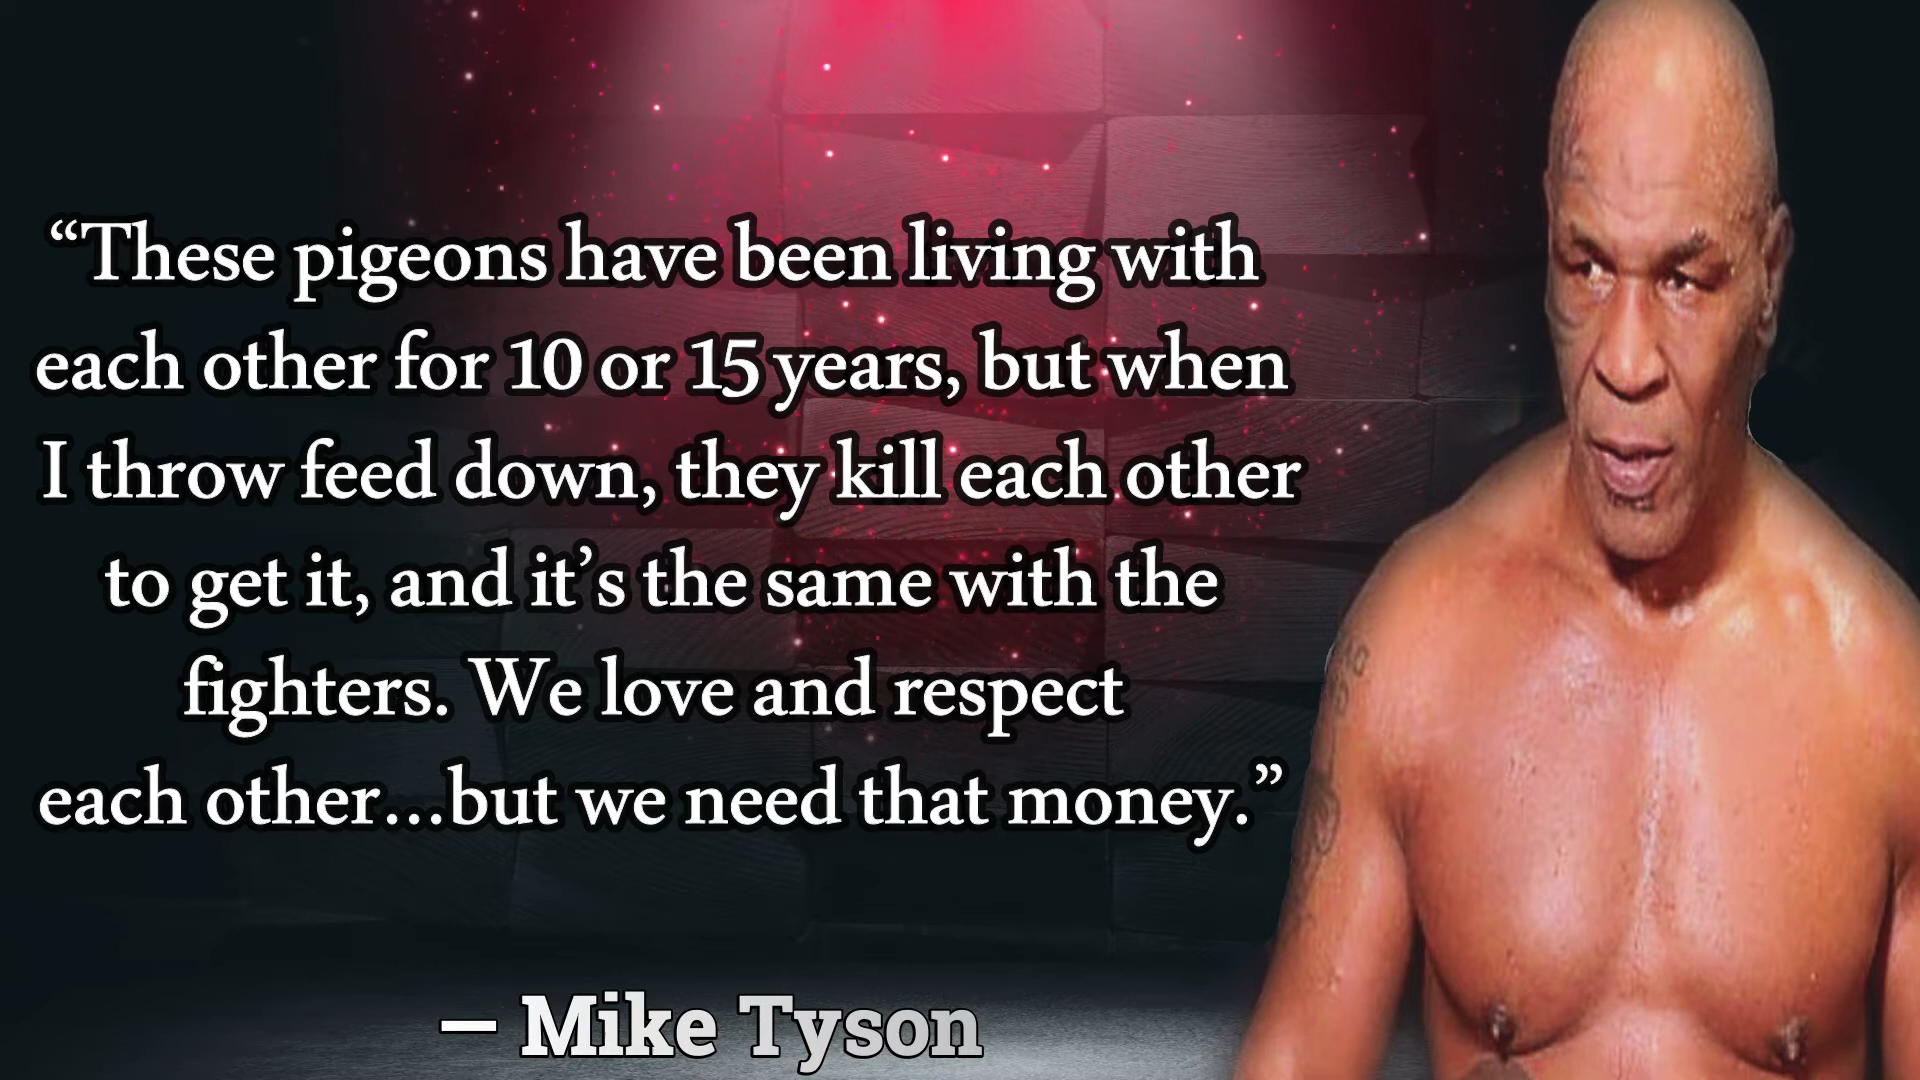 “These pigeons have been living with
each other for 10 or 15 years, but when
I throw feed down, they kill each other
to get it, and it’s the same with the
fighters. We love and respect
each other...but we need that money.”
— Mike Tyson